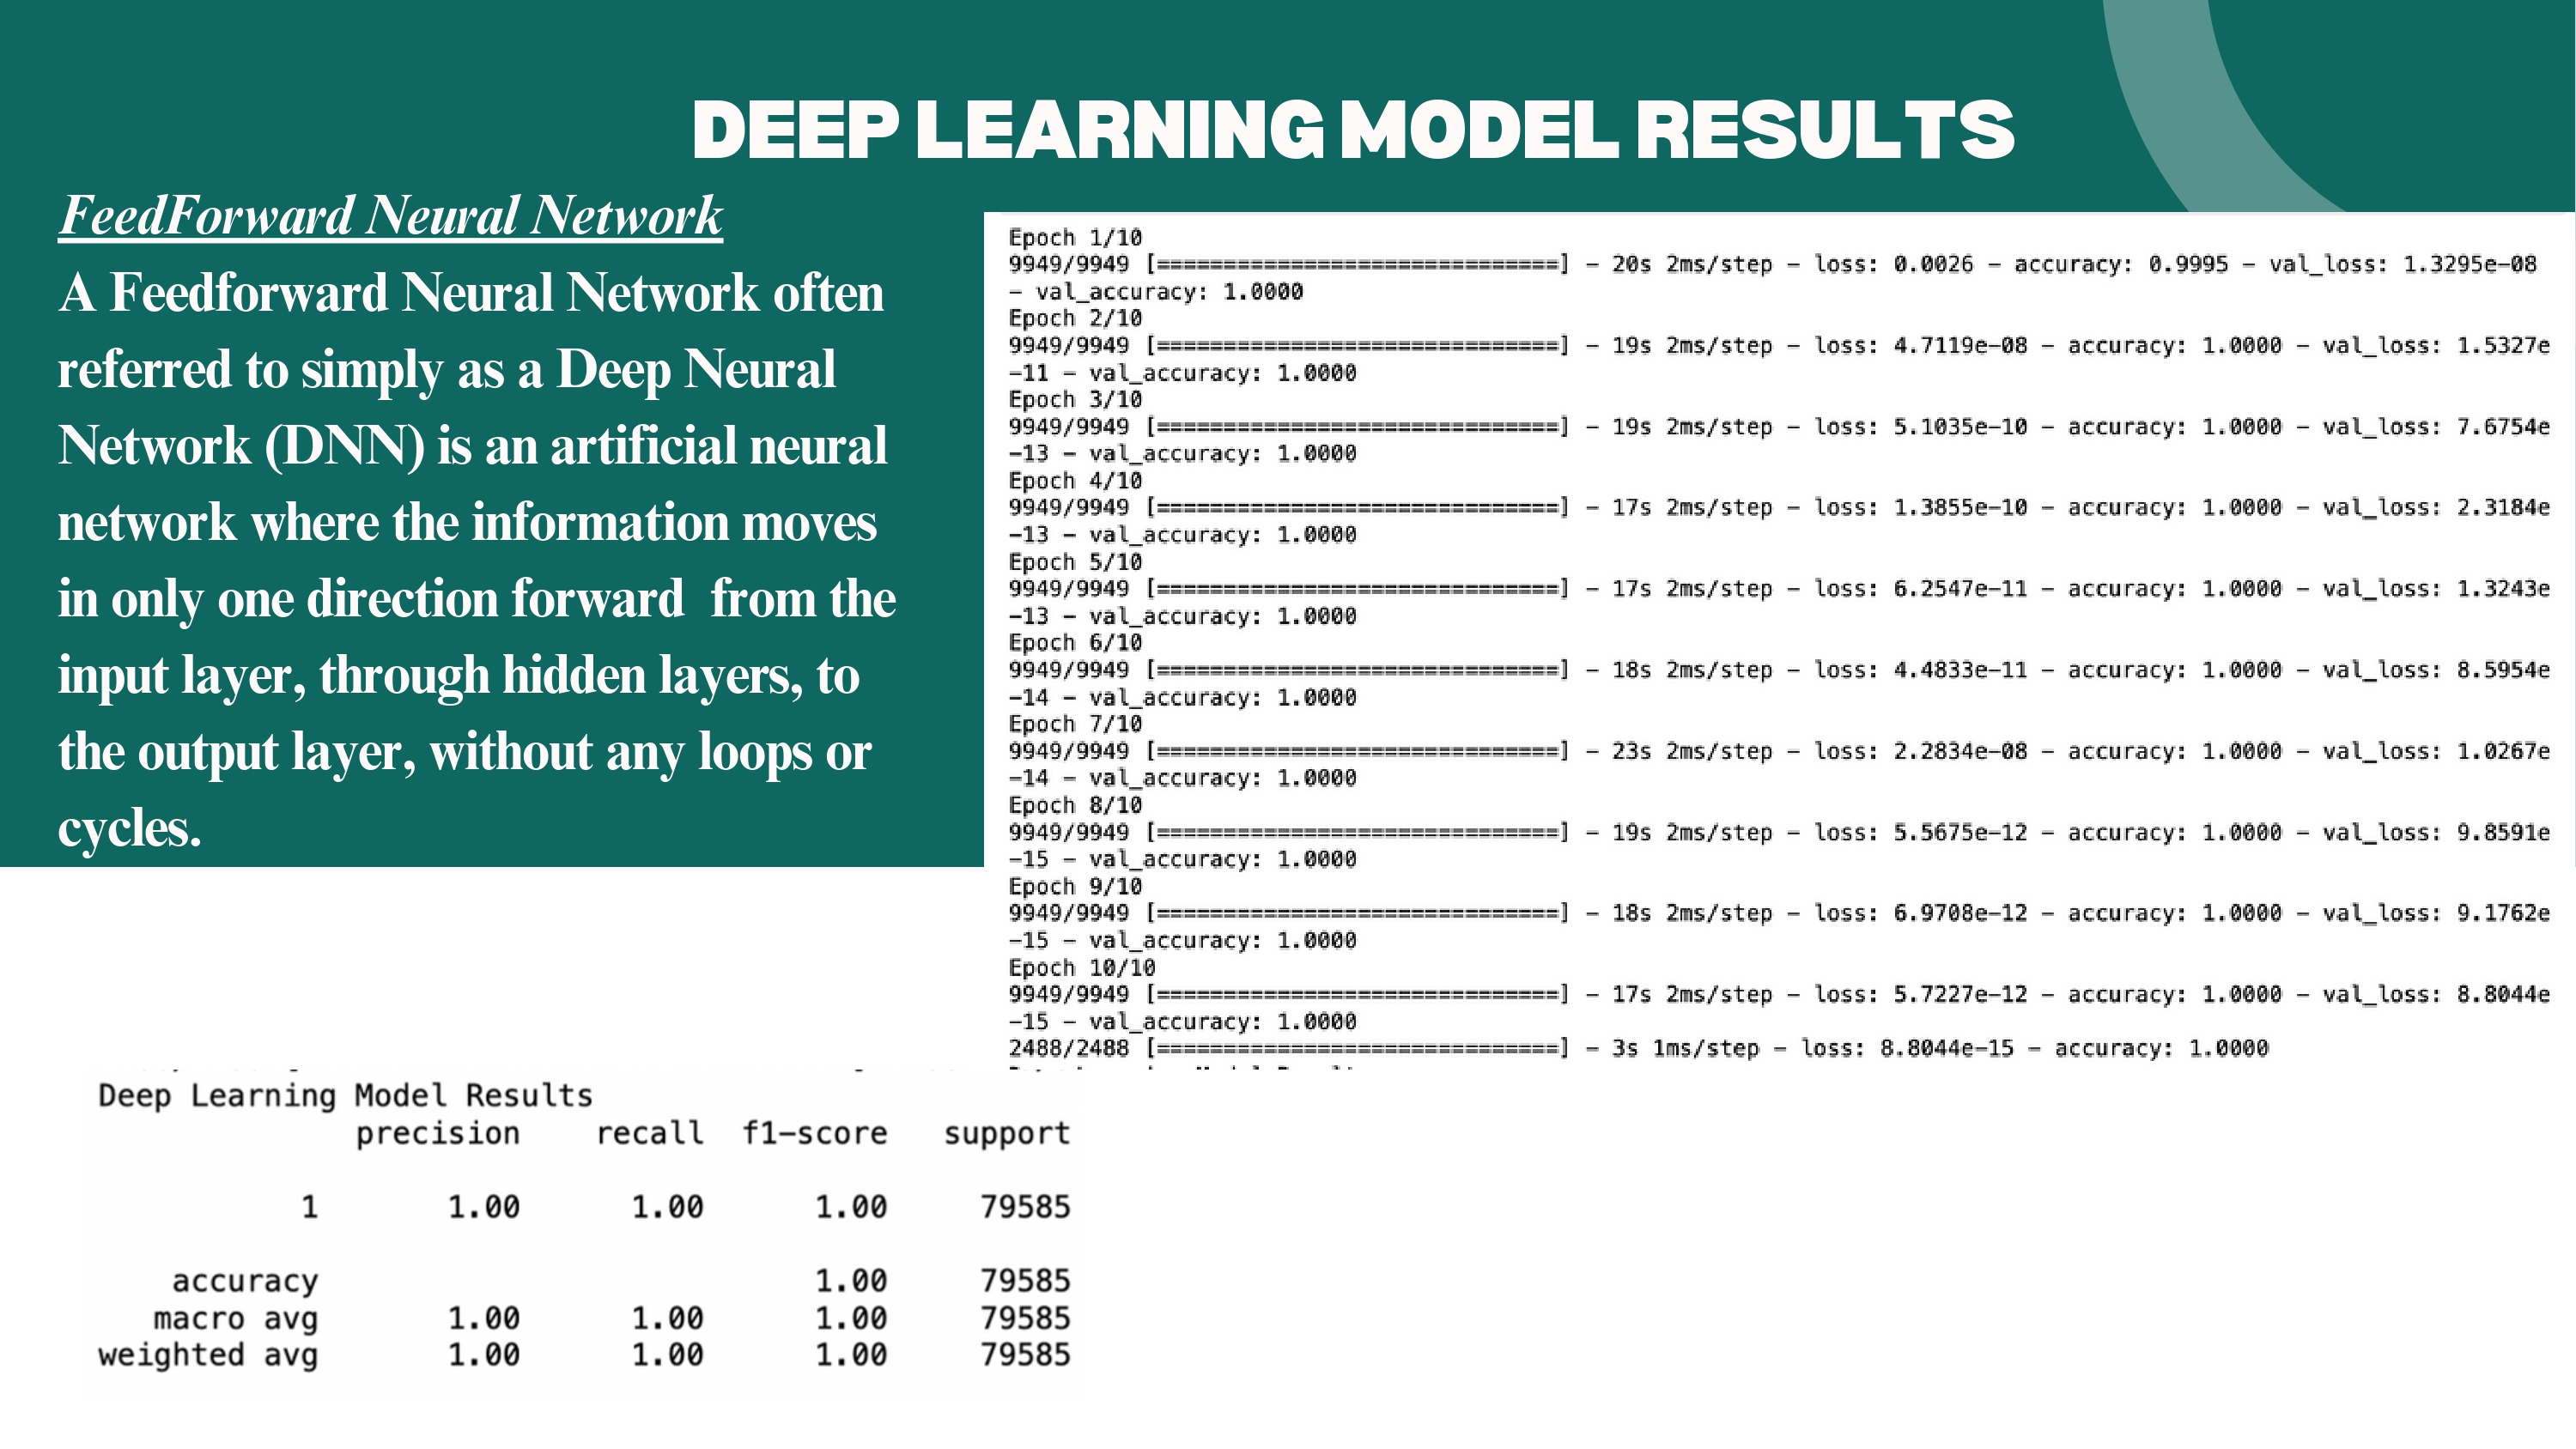 DEEP LEARNING MODEL RESULTS
FeedForward Neural Network
A Feedforward Neural Network often
referred to simply as a Deep Neural
Network (DNN) is an artificial neural
network where the information moves
in only one direction forward  from the
input layer, through hidden layers, to
the output layer, without any loops or
cycles.
Epoch 1/10
9949/9949 [==============================] - 20s 2ms/step - loss: 0.0026 - accuracy: 0.9995 - val_loss: 1.3295e-08
- val_accuracy: 1.0000
Epoch 2/10
9949/9949 [==============================] - 19s 2ms/step - loss: 4.7119e-08 - accuracy: 1.0000 - val_loss: 1.5327e
-11 - val_accuracy: 1.0000
Epoch 3/10
9949/9949 [==============================] - 19s 2ms/step - loss: 5.1035e-10 - accuracy: 1.0000 - val_loss: 7.6754e
-13 - val_accuracy: 1.0000
Epoch 4/10
9949/9949 [==============================] - 17s 2ms/step - loss: 1.3855e-10 - accuracy: 1.0000 - val_loss: 2.3184e
-13 - val_accuracy: 1.0000
Epoch 5/10
9949/9949 [==============================] - 17s 2ms/step - loss: 6.2547e-11 - accuracy: 1.0000 - val_loss: 1.3243e
-13 - val_accuracy: 1.0000
Epoch 6/10
9949/9949 [==============================] - 18s 2ms/step - loss: 4.4833e-11 - accuracy: 1.0000 - val_loss: 8.5954e
-14 - val_accuracy: 1.0000
Epoch 7/10
9949/9949 [==============================] - 23s 2ms/step - loss: 2.2834e-08 - accuracy: 1.0000 - val_loss: 1.0267e
-14 - val_accuracy: 1.0000
Epoch 8/10
9949/9949 [==============================] - 19s 2ms/step - loss: 5.5675e-12 - accuracy: 1.0000 - val_loss: 9.8591e
-15 - val_accuracy: 1.0000
Epoch 9/10
9949/9949 [==============================] - 18s 2ms/step - loss: 6.9708e-12 - accuracy: 1.0000 - val_loss: 9.1762e
-15 - val_accuracy: 1.0000
Epoch 10/10
9949/9949 [==============================] - 17s 2ms/step - loss: 5.7227e-12 - accuracy: 1.0000 - val_loss: 8.8044e
-15 - val_accuracy: 1.0000
2488/2488 [==============================] - 3s 1ms/step - loss: 8.8044e-15 - accuracy: 1.0000
Deep Learning Model Results
precision recall f1-score support
1 1.00 1.00 1.00 79585
accuracy 1.00 79585
macro avg 1.00 1.00 1.00 79585
weighted avg 1.00 1.00 1.00 79585